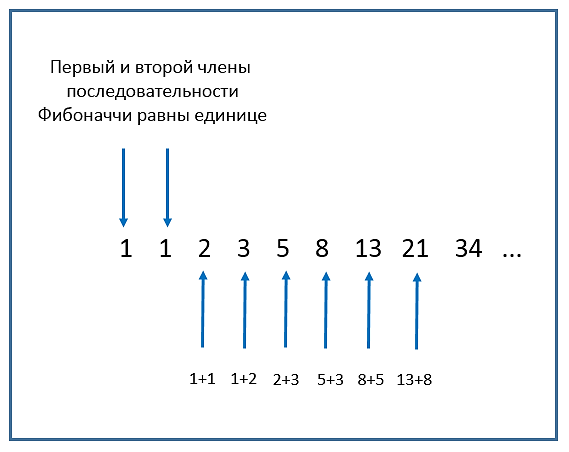 Первый и второй члены
последовательности
Фибоначчи равны единице
1 1 2 3 5 8 13 21 34 ...
1+1 1+2 2+3 5+3 8+5 13+8